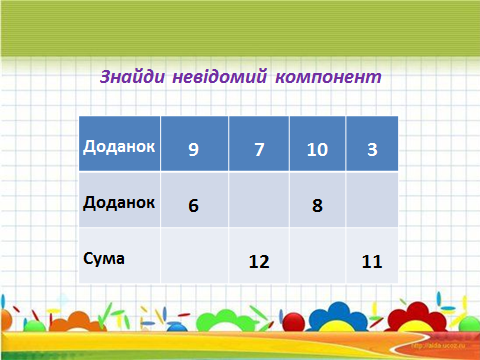 Знайди невідомий компонент
Доданок 9 7 10 3
Доданок 6 8
Сума 12 11